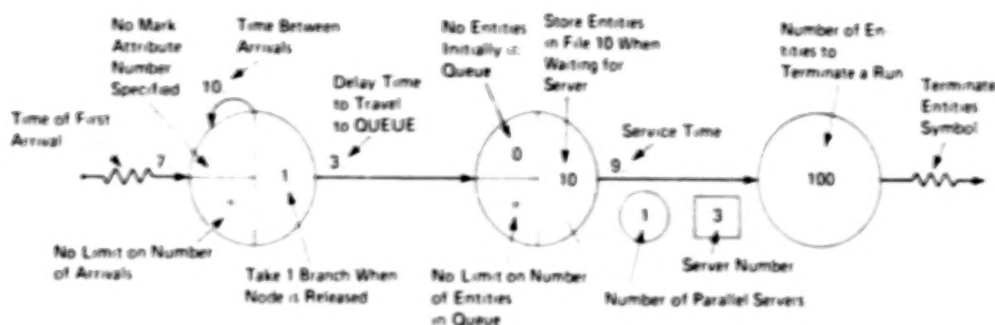 No Mark
Attribute
Number
Specified
Time Between
Arrivals
10
Time of First
Arrival
7
1
No Limit on Number
of Arrivals
Take 1 Branch When
Node is Released
Delay Time
to Travel
to QUEUE
3
No Entities
Initially
Queue
Store Entities
in File 10 When
Waiting for
Server
0
10
No Limit on Number
of Entities
in Queue
Service Time
9
1
3
Server Number
Number of Parallel Servers
Number of En-
tities to
Terminate a Run
100
Terminate
Entities
Symbol